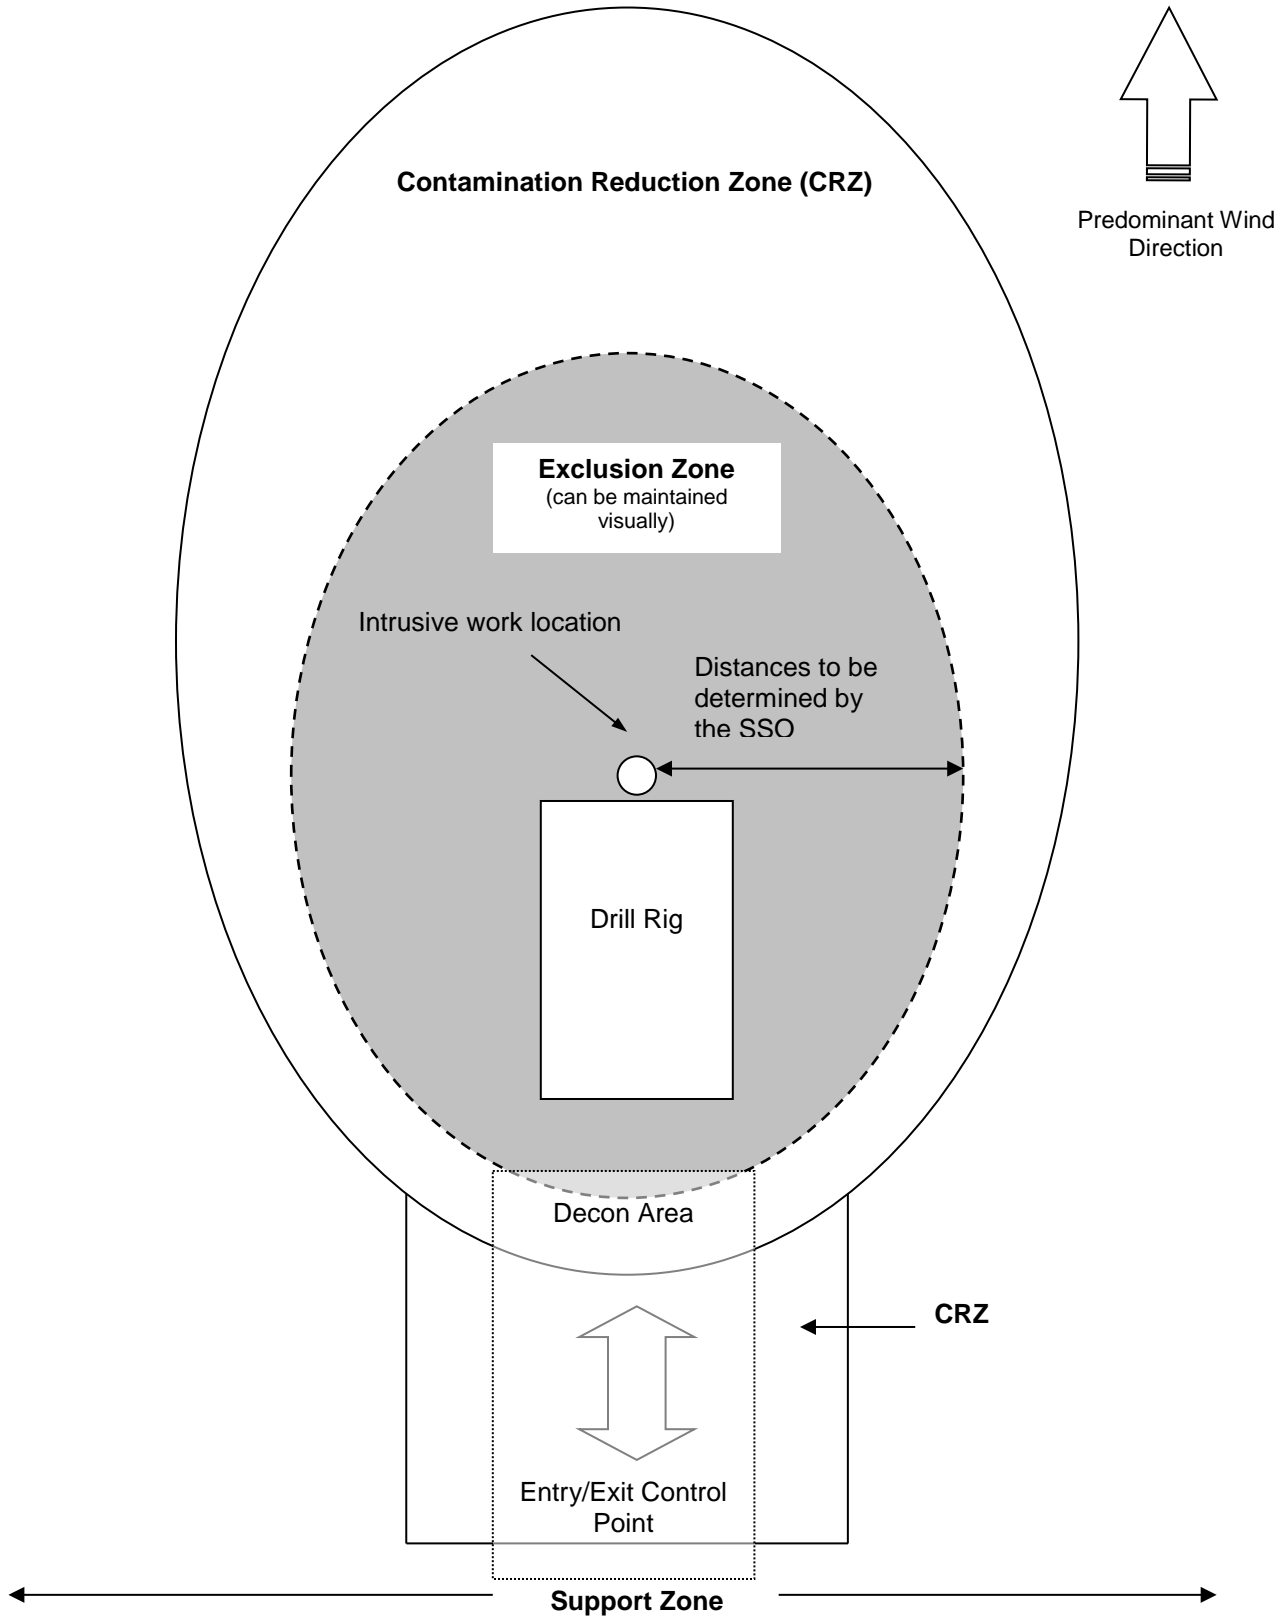 Contamination Reduction Zone (CRZ)
Predominant Wind
Direction
Exclusion Zone
(can be maintained
visually)
Intrusive work location
Distances to be
determined by
the SSO
Drill Rig
Decon Area
CRZ
Entry/Exit Control
Point
Support Zone